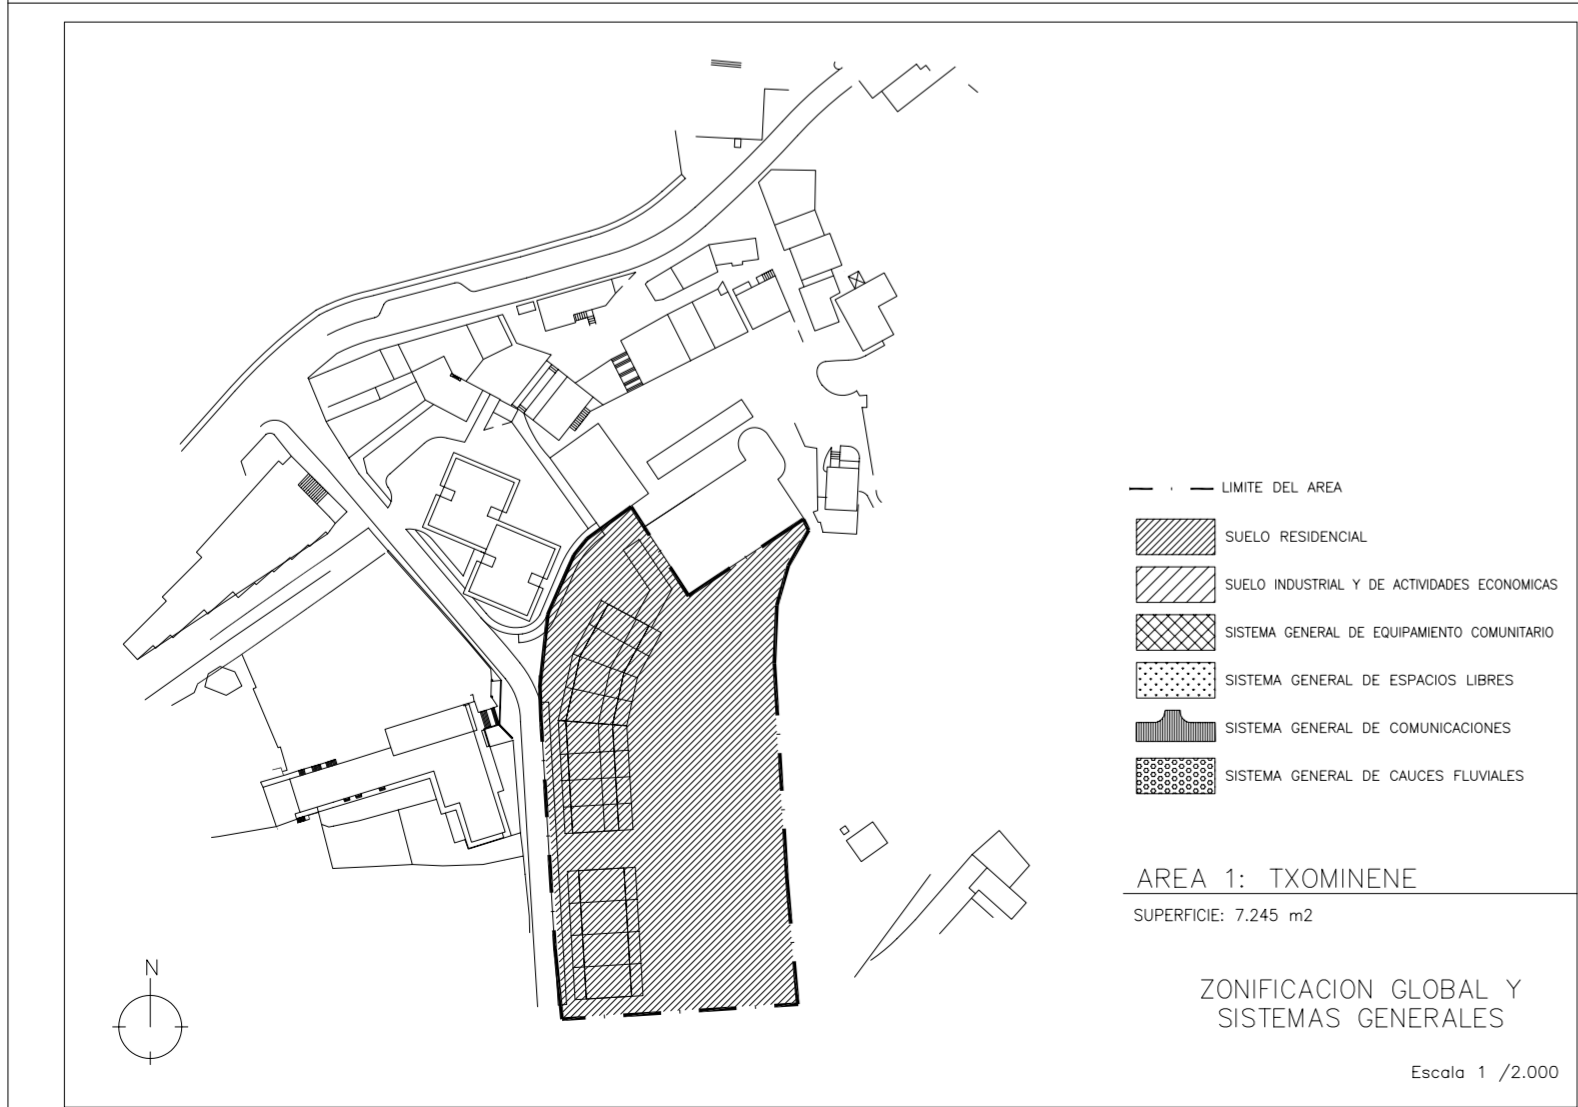 LIMITE DEL AREA
SUELO RESIDENCIAL
SUELO INDUSTRIAL Y DE ACTIVIDADES ECONOMICAS
SISTEMA GENERAL DE EQUIPAMIENTO COMUNITARIO
SISTEMA GENERAL DE ESPACIOS LIBRES
SISTEMA GENERAL DE COMUNICACIONES
SISTEMA GENERAL DE CAUCES FLUVIALES
AREA 1: TXOMINENE
SUPERFICIE: 7.245 m2
N
ZONIFICACION GLOBAL Y
SISTEMAS GENERALES
Escala 1 /2.000